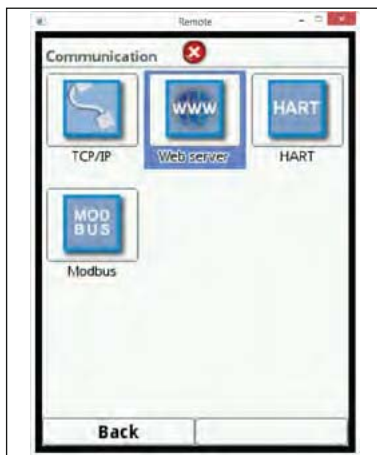 Remote
Communication
WWW
HART
TCP/IP
Web server
HART
MOD
BUS
Modbus
Back